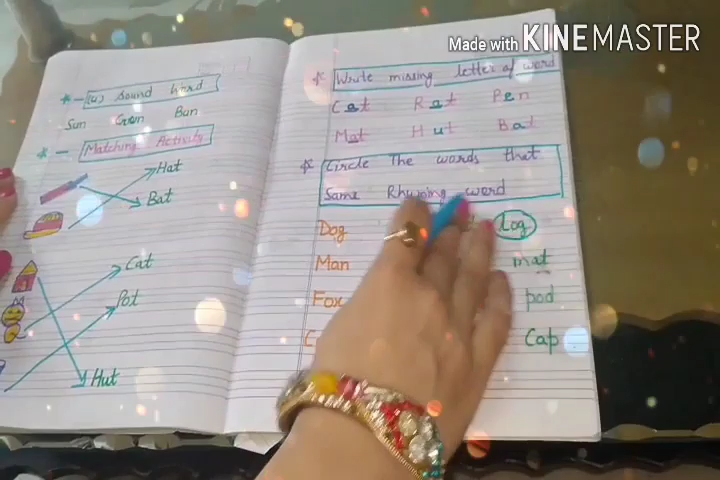 Made with KINEMASTER
* - (u) Sound Word
Sun Gun Bun
* - Matching Activity
Hat
Bat
Cat
Pot
Hut
* Write missing letter of word
Cat Rat Pen
Mat Hut Bat
* Circle The words that
Same Rhyming word
Dog log
Man mat
Fox pod
C Cap